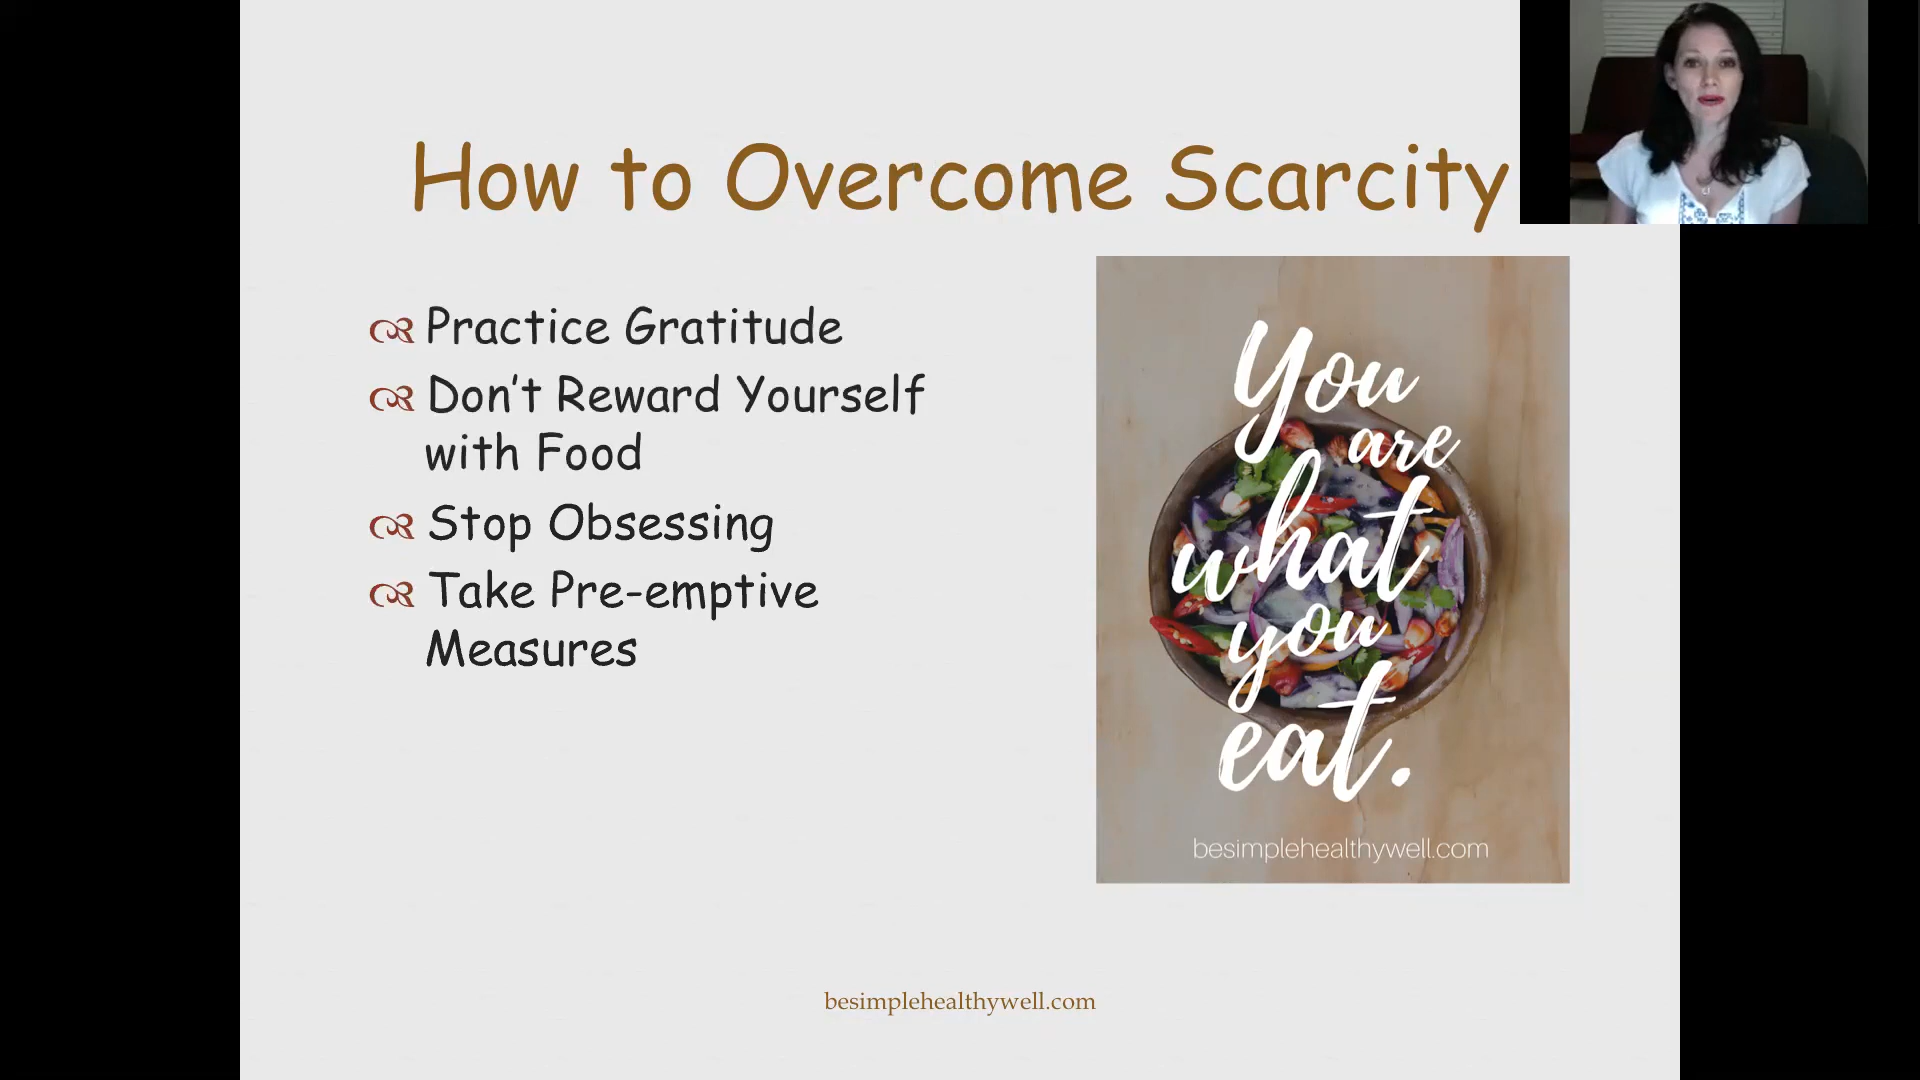 How to Overcome Scarcity
Practice Gratitude
Don't Reward Yourself
with Food
Stop Obsessing
Take Pre-emptive
Measures
You
are
what
you
eat.
besimplehealthywell.com
besimplehealthywell.com